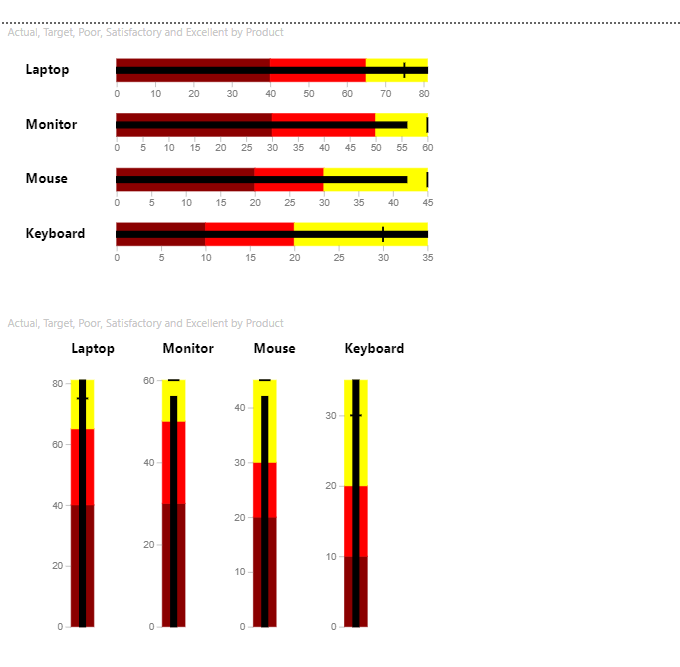 Actual, Target, Poor, Satisfactory and Excellent by Product
Laptop
0 10 20 30 40 50 60 70 80
Monitor
0 5 10 15 20 25 30 35 40 45 50 55 60
Mouse
0 5 10 15 20 25 30 35 40 45
Keyboard
0 5 10 15 20 25 30 35
Actual, Target, Poor, Satisfactory and Excellent by Product
Laptop Monitor Mouse Keyboard
80 60
40
30
60
40 30
20
40
20
20
20 10
10
0 0 0 0